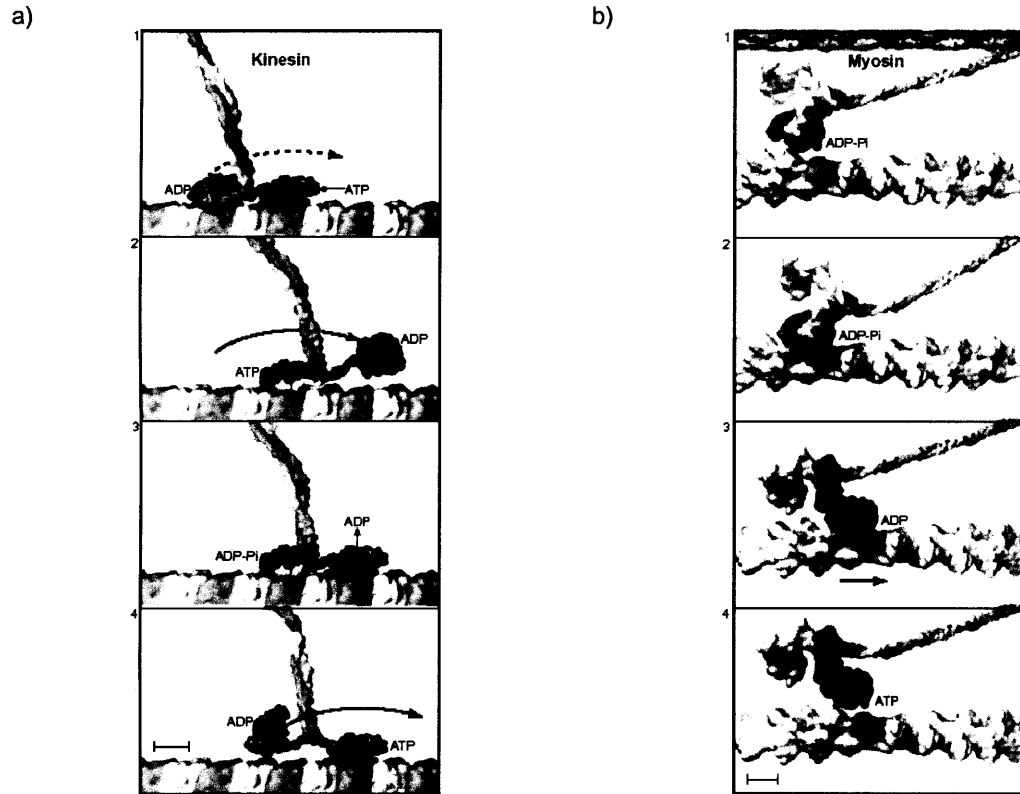 a)
1
Kinesin
ADP
ATP
2
ADP
ATP
3
ADP
ADP-Pi
4
ADP
ATP
b)
1
Myosin
ADP-Pi
2
ADP-Pi
3
ADP
4
ATP